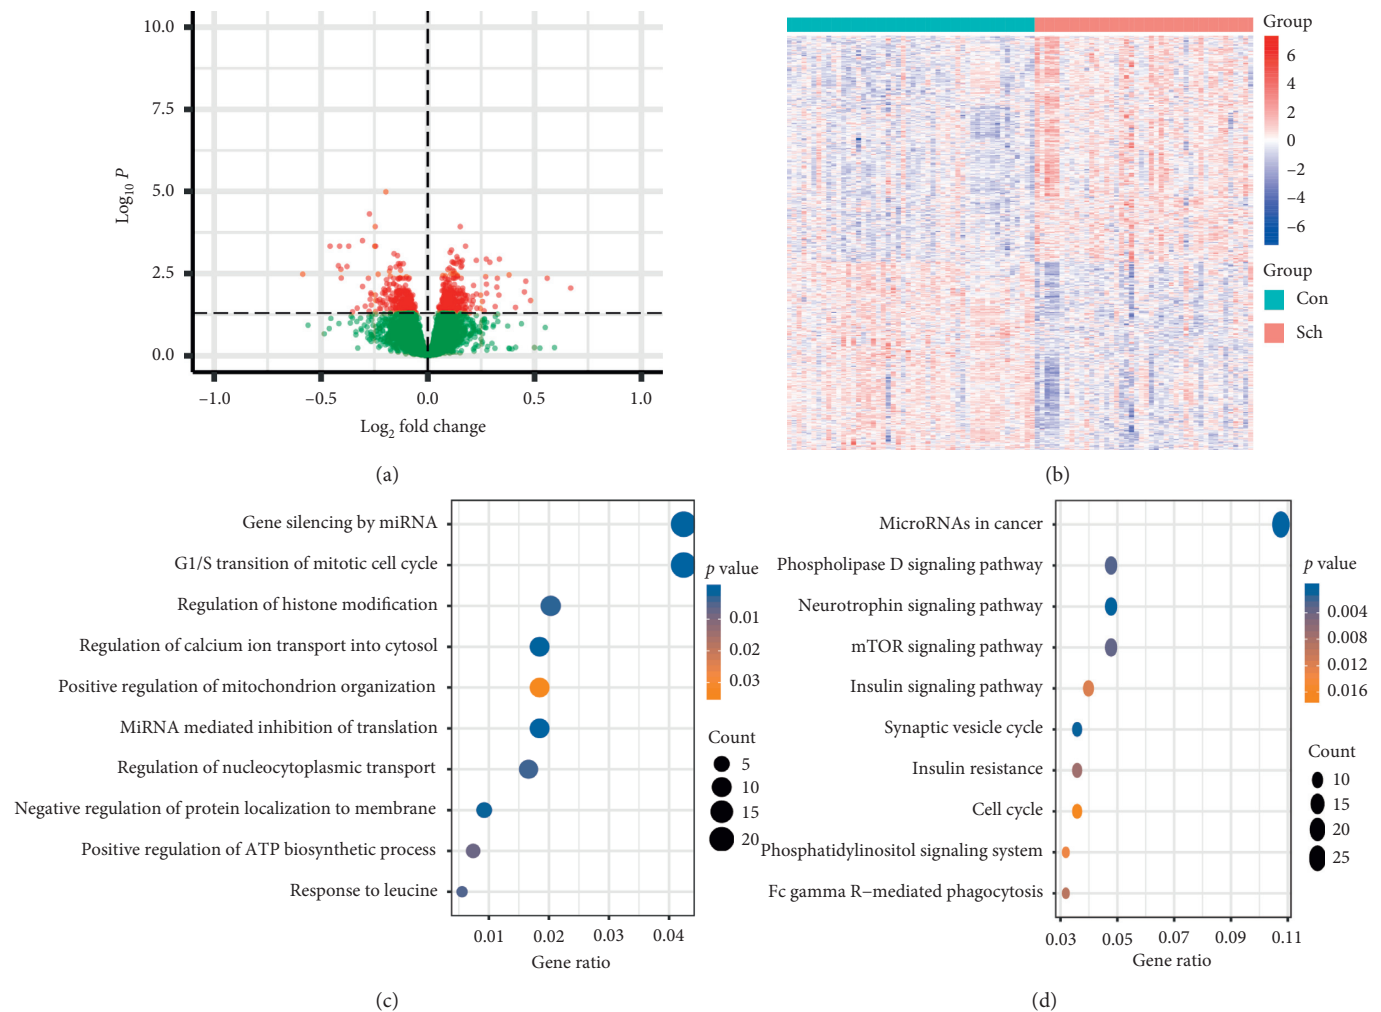 10.0
7.5
5.0
2.5
0.0
Log10 P
−1.0
−0.5
0.0
0.5
1.0
Log2 fold change
(a)
Group
6
4
2
0
−2
−4
−6
Group
Con
Sch
(b)
Gene silencing by miRNA
G1/S transition of mitotic cell cycle
Regulation of histone modification
Regulation of calcium ion transport into cytosol
Positive regulation of mitochondrion organization
MiRNA mediated inhibition of translation
Regulation of nucleocytoplasmic transport
Negative regulation of protein localization to membrane
Positive regulation of ATP biosynthetic process
Response to leucine
0.01
0.02
0.03
0.04
Gene ratio
p value
0.01
0.02
0.03
Count
5
10
15
20
(c)
MicroRNAs in cancer
Phospholipase D signaling pathway
Neurotrophin signaling pathway
mTOR signaling pathway
Insulin signaling pathway
Synaptic vesicle cycle
Insulin resistance
Cell cycle
Phosphatidylinositol signaling system
Fc gamma R−mediated phagocytosis
0.03
0.05
0.07
0.09
0.11
Gene ratio
p value
0.004
0.008
0.012
0.016
Count
10
15
20
25
(d)